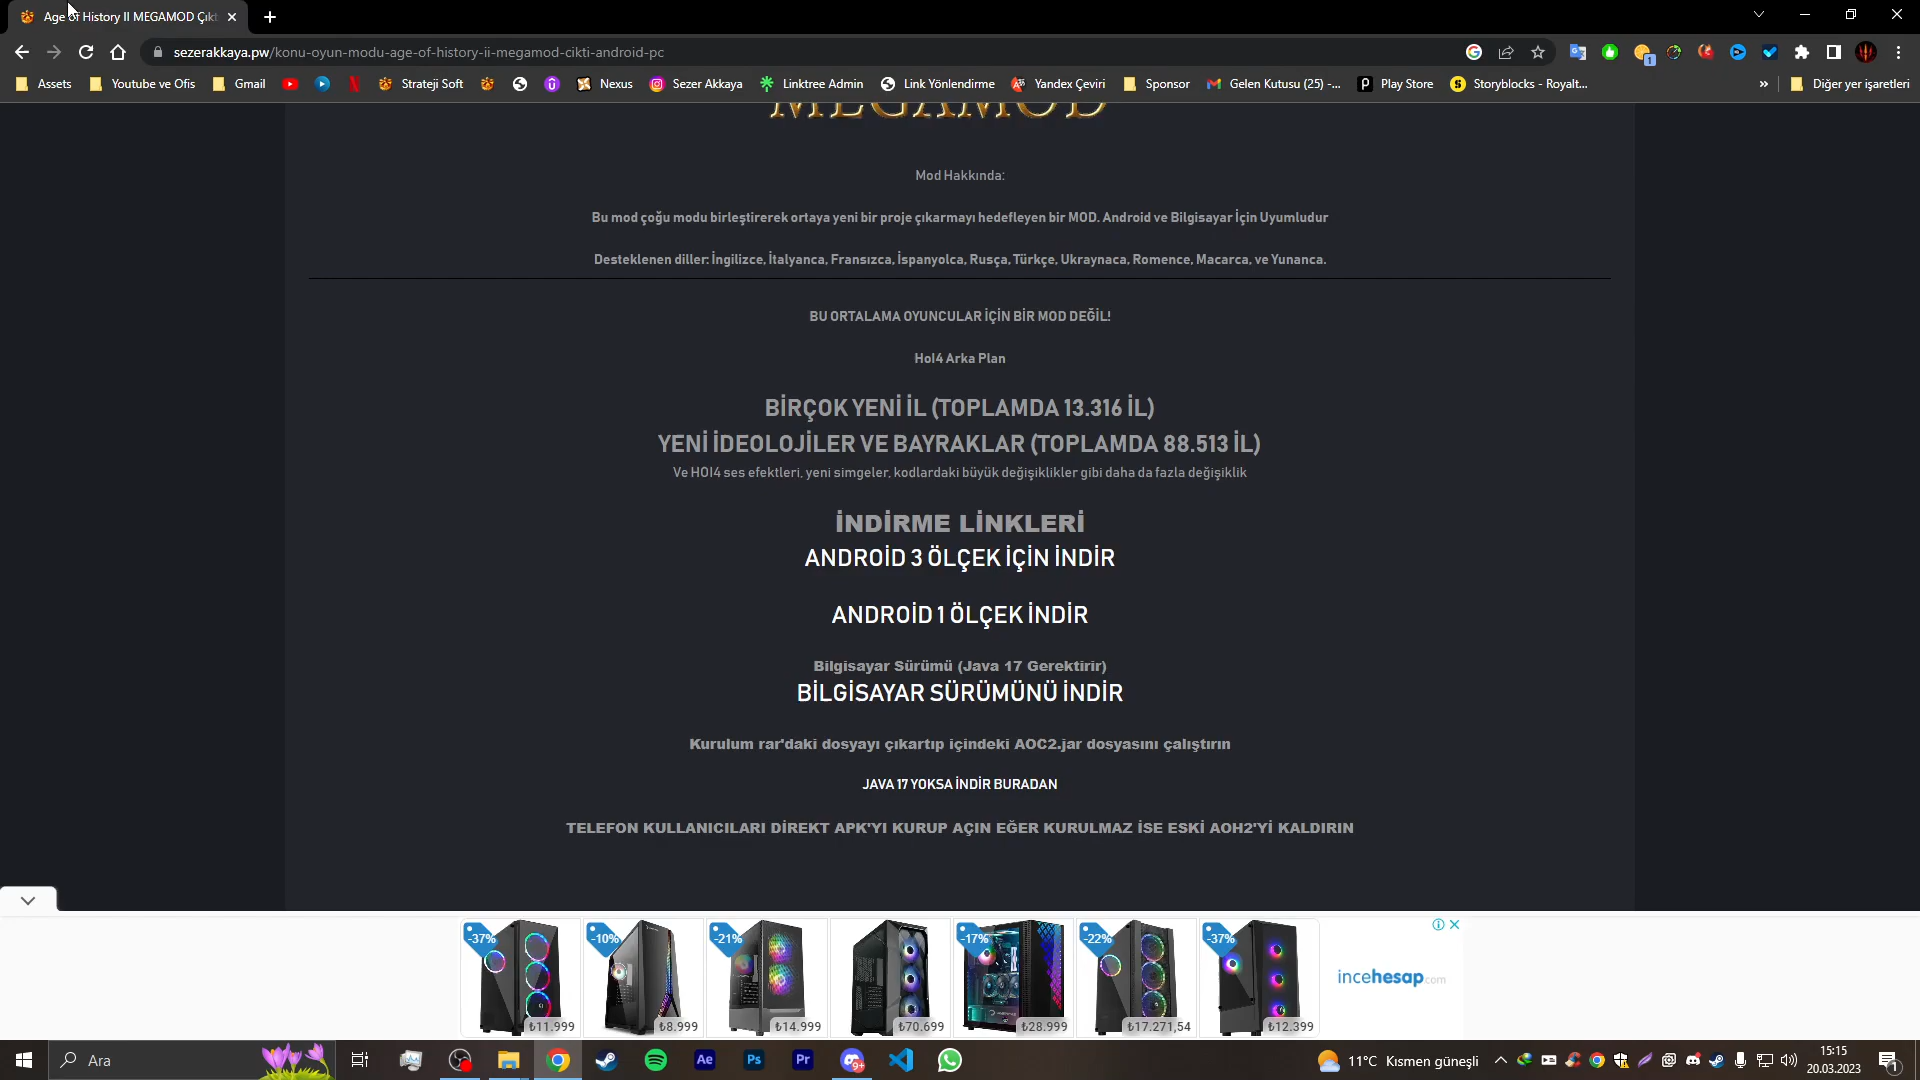 Age of History II MEGAMOD Çıkt
sezerakkaya.pw/konu-oyun-modu-age-of-history-ii-megamod-cikti-android-pc
Assets
Youtube ve Ofis
Gmail
Strateji Soft
Nexus
Sezer Akkaya
Linktree Admin
Link Yönlendirme
Yandex Çeviri
Sponsor
Gelen Kutusu (25) -...
Play Store
Storyblocks - Royalt...
»
Diğer yer işaretleri
MEGAMOD
Mod Hakkında:
Bu mod çoğu modu birleştirerek ortaya yeni bir proje çıkarmayı hedefleyen bir MOD. Android ve Bilgisayar İçin Uyumludur
Desteklenen diller: İngilizce, İtalyanca, Fransızca, İspanyolca, Rusça, Türkçe, Ukraynaca, Romence, Macarca, ve Yunanca.
BU ORTALAMA OYUNCULAR İÇİN BİR MOD DEĞİL!
HoI4 Arka Plan
BİRÇOK YENİ İL (TOPLAMDA 13.316 İL)
YENİ İDEOLOJİLER VE BAYRAKLAR (TOPLAMDA 88.513 İL)
Ve HOI4 ses efektleri, yeni simgeler, kodlardaki büyük değişiklikler gibi daha da fazla değişiklik
İNDİRME LİNKLERİ
ANDROİD 3 ÖLÇEK İÇİN İNDİR
ANDROİD 1 ÖLÇEK İNDİR
Bilgisayar Sürümü (Java 17 Gerektirir)
BİLGİSAYAR SÜRÜMÜNÜ İNDİR
Kurulum rar'daki dosyayı çıkartıp içindeki AOC2.jar dosyasını çalıştırın
JAVA 17 YOKSA İNDİR BURADAN
TELEFON KULLANICILARI DİREKT APK'YI KURUP AÇIN EĞER KURULMAZ İSE ESKİ AOH2'Yİ KALDIRIN
-37%
-10%
-21%
-17%
-22%
-37%
₺11.999
₺8.999
₺14.999
₺70.699
₺28.999
₺17.271,54
₺12.399
incehesap.com
Ara
Ae
Ps
Pr
9+
11°C Kısmen güneşli
15:15
20.03.2023
1